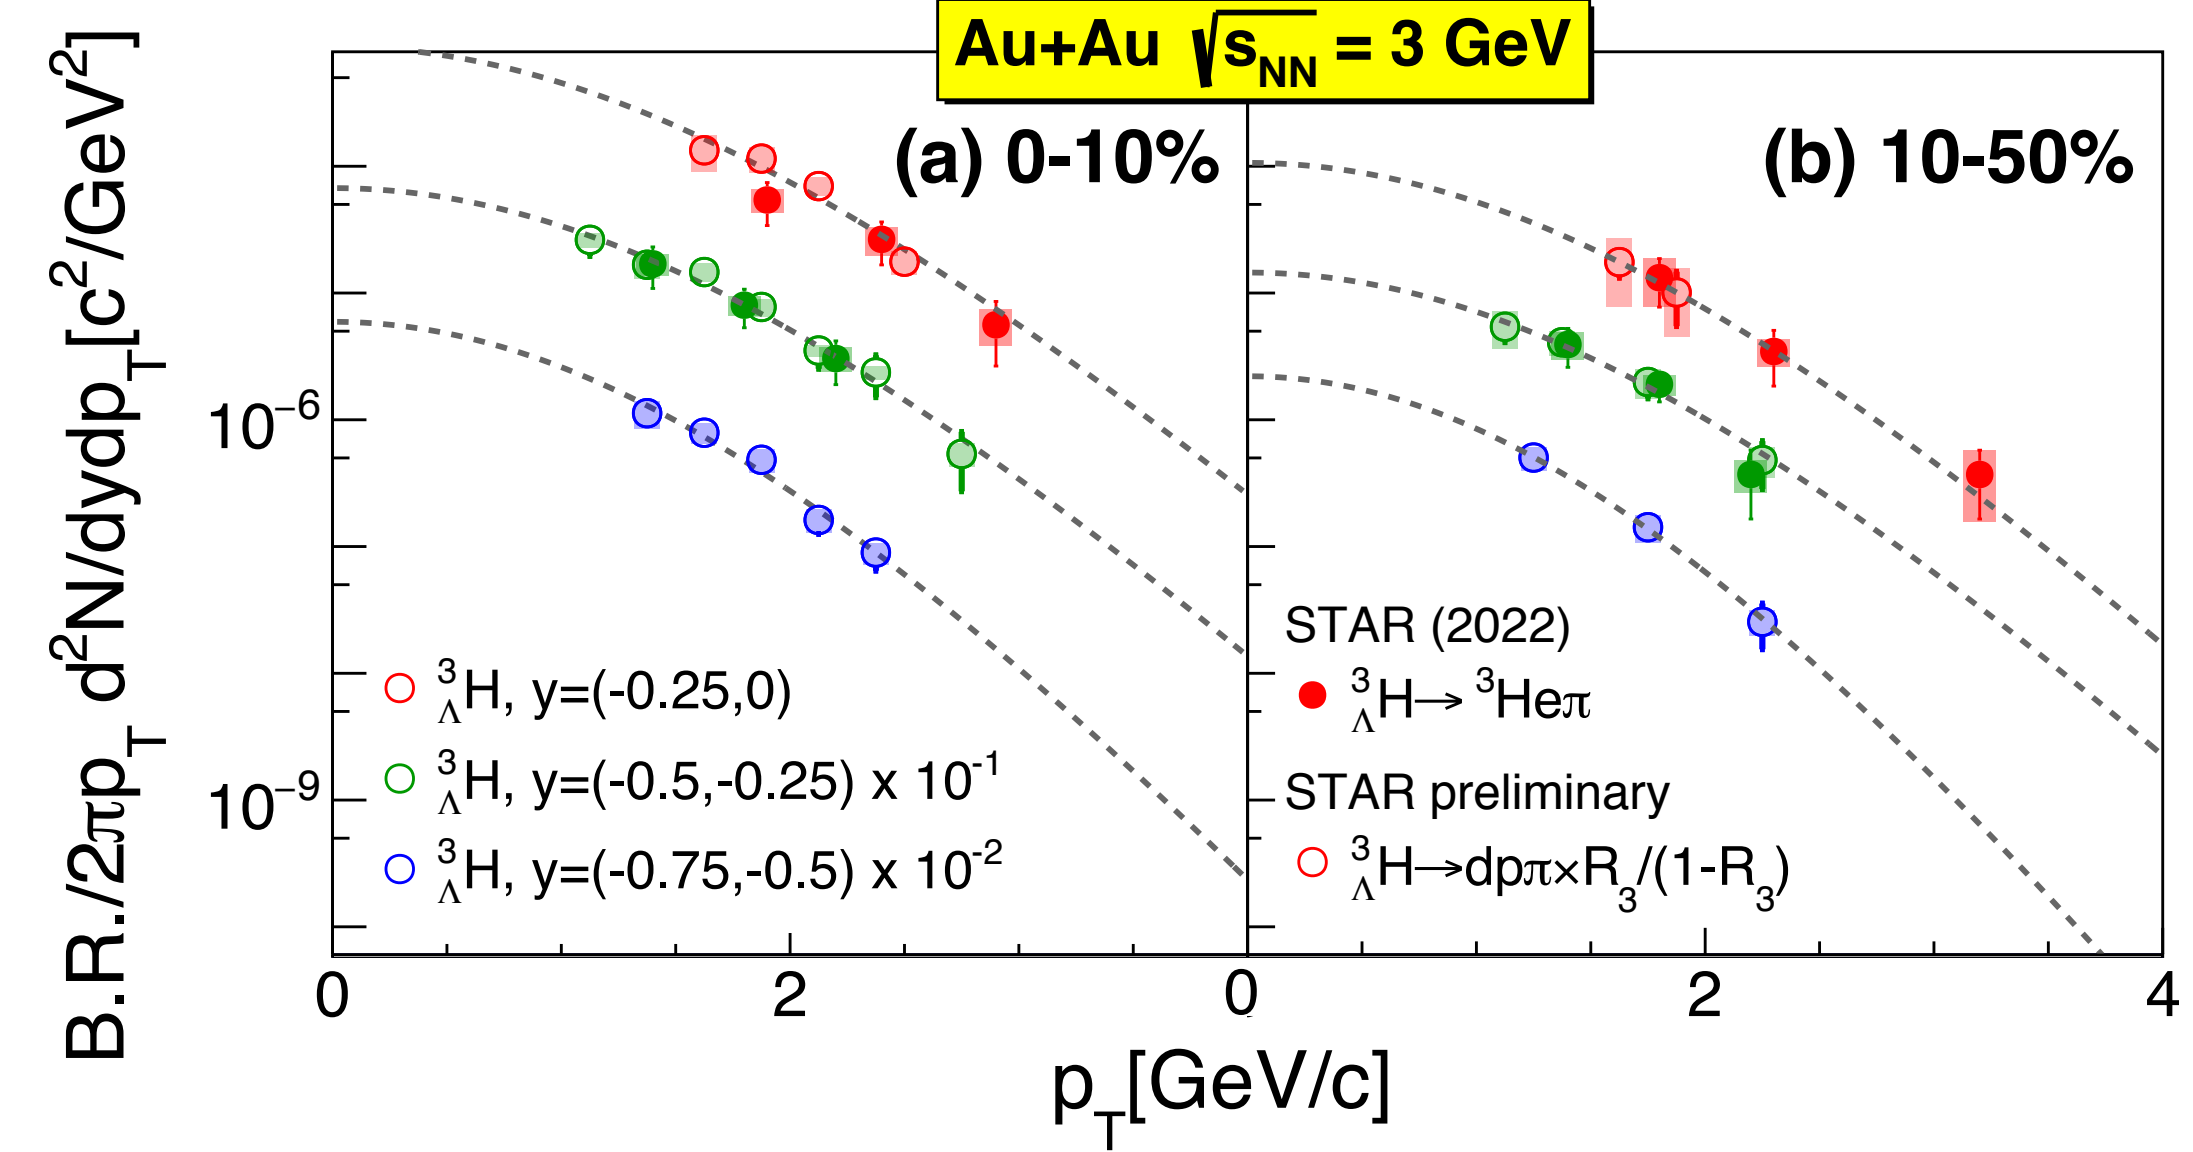 Au+Au √sNN = 3 GeV
(a) 0-10%
(b) 10-50%
B.R./2πpT d²N/dydpT[c²/GeV²]
10⁻⁶
10⁻⁹
³ΛH, y=(-0.25,0)
³ΛH, y=(-0.5,-0.25) x 10⁻¹
³ΛH, y=(-0.75,-0.5) x 10⁻²
STAR (2022)
³ΛH→ ³Heπ
STAR preliminary
³ΛH→dpπ×R₃/(1-R₃)
0 2 0 2 4
pT[GeV/c]